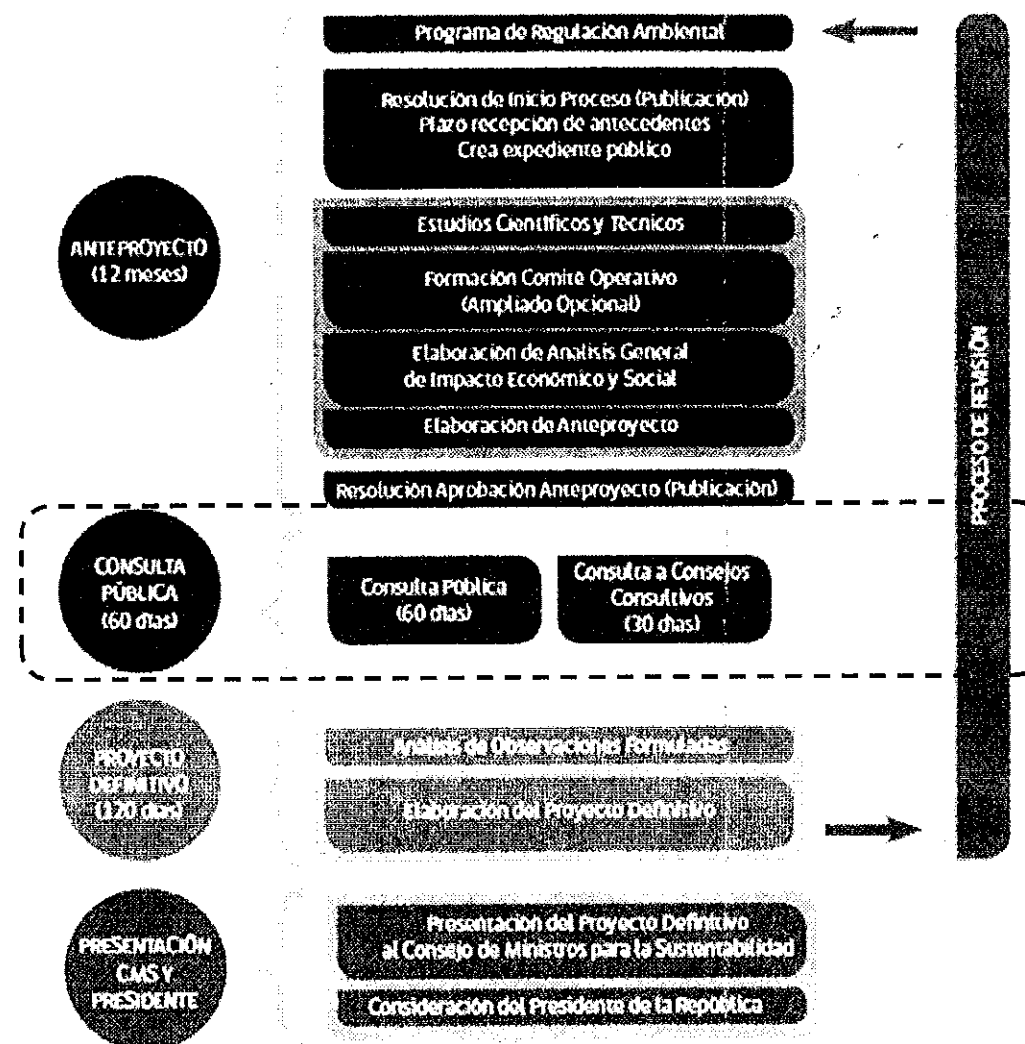 Programa de Regulación Ambiental
Resolución de Inicio Proceso (Publicación)
Plazo recepción de antecedentes
Crea expediente público
ANTEPROYECTO
(12 meses)
Estudios Científicos y Técnicos
Formación Comité Operativo
(Ampliado Opcional)
Elaboración de Analisis General
de Impacto Económico y Social
Elaboración de Anteproyecto
Resolución Aprobación Anteproyecto (Publicación)
PROCESO DE REVISIÓN
CONSULTA
PÚBLICA
(60 días)
Consulta Pública
(60 días)
Consulta a Consejos
Consultivos
(30 días)
PROYECTO
DEFINITIVO
(120 días)
Análisis de Observaciones Formuladas
Elaboración del Proyecto Definitivo
PRESENTACIÓN
CMS Y
PRESIDENTE
Presentación del Proyecto Definitivo
al Consejo de Ministros para la Sustentabilidad
Consideración del Presidente de la República